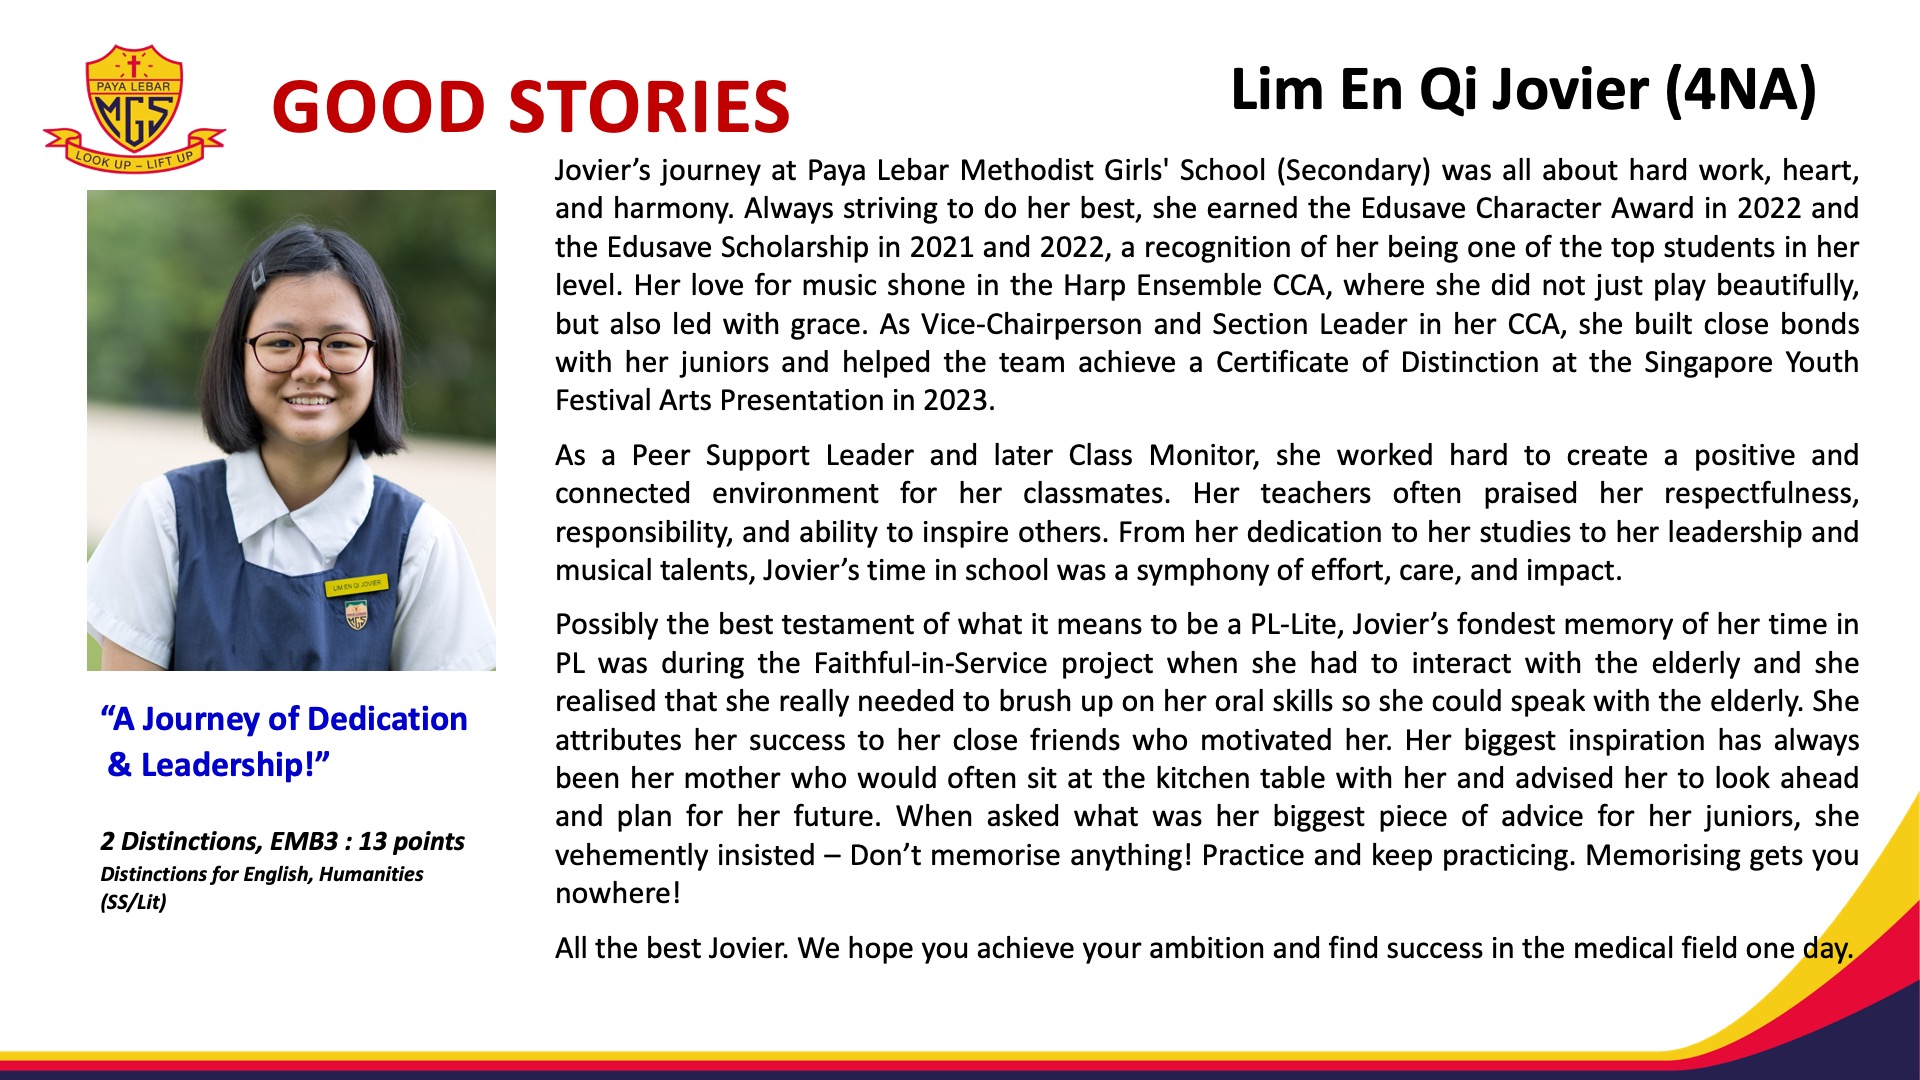 PAYA LEBAR
MGS
LOOK UP – LIFT UP
GOOD STORIES
Lim En Qi Jovier (4NA)
LIM EN QI JOVIER
MGS
“A Journey of Dedication
& Leadership!”
2 Distinctions, EMB3 : 13 points
Distinctions for English, Humanities
(SS/Lit)
Jovier’s journey at Paya Lebar Methodist Girls' School (Secondary) was all about hard work, heart,
and harmony. Always striving to do her best, she earned the Edusave Character Award in 2022 and
the Edusave Scholarship in 2021 and 2022, a recognition of her being one of the top students in her
level. Her love for music shone in the Harp Ensemble CCA, where she did not just play beautifully,
but also led with grace. As Vice-Chairperson and Section Leader in her CCA, she built close bonds
with her juniors and helped the team achieve a Certificate of Distinction at the Singapore Youth
Festival Arts Presentation in 2023.
As a Peer Support Leader and later Class Monitor, she worked hard to create a positive and
connected environment for her classmates. Her teachers often praised her respectfulness,
responsibility, and ability to inspire others. From her dedication to her studies to her leadership and
musical talents, Jovier’s time in school was a symphony of effort, care, and impact.
Possibly the best testament of what it means to be a PL-Lite, Jovier’s fondest memory of her time in
PL was during the Faithful-in-Service project when she had to interact with the elderly and she
realised that she really needed to brush up on her oral skills so she could speak with the elderly. She
attributes her success to her close friends who motivated her. Her biggest inspiration has always
been her mother who would often sit at the kitchen table with her and advised her to look ahead
and plan for her future. When asked what was her biggest piece of advice for her juniors, she
vehemently insisted – Don’t memorise anything! Practice and keep practicing. Memorising gets you
nowhere!
All the best Jovier. We hope you achieve your ambition and find success in the medical field one day.